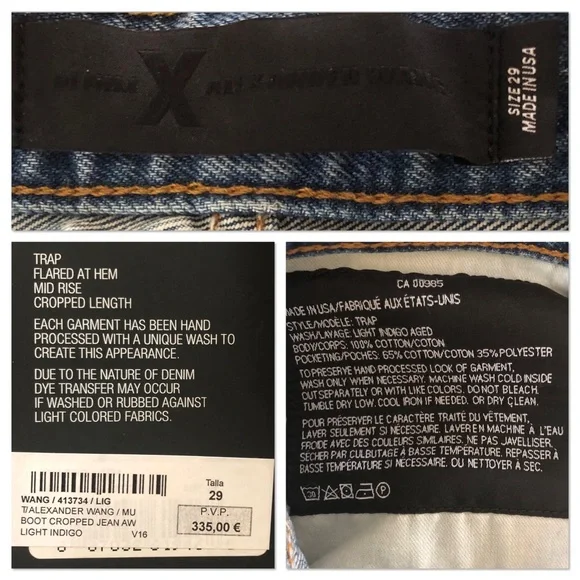 DENIM X ALEXANDER WANG
SIZE 29
MADE IN USA
TRAP
FLARED AT HEM
MID RISE
CROPPED LENGTH
EACH GARMENT HAS BEEN HAND
PROCESSED WITH A UNIQUE WASH TO
CREATE THIS APPEARANCE.
DUE TO THE NATURE OF DENIM
DYE TRANSFER MAY OCCUR
IF WASHED OR RUBBED AGAINST
LIGHT COLORED FABRICS.
WANG / 413734 / LIG
T/ALEXANDER WANG / MU
BOOT CROPPED JEAN AW
LIGHT INDIGO V16
Talla
29
P.V.P.
335,00 €
CA 00985
MADE IN USA/FABRIQUÉ AUX ÉTATS-UNIS
STYLE/MODÈLE: TRAP
WASH/LAVAGE: LIGHT INDIGO AGED
BODY/CORPS: 100% COTTON/COTON
POCKETING/POCHES: 65% COTTON/COTON 35% POLYESTER
TO PRESERVE HAND PROCESSED LOOK OF GARMENT,
WASH ONLY WHEN NECESSARY. MACHINE WASH COLD INSIDE
OUT SEPARATELY OR WITH LIKE COLORS. DO NOT BLEACH.
TUMBLE DRY LOW. COOL IRON IF NEEDED. OR DRY CLEAN.
POUR PRÉSERVER LE CARACTÈRE TRAITÉ DU VÊTEMENT,
LAVER SEULEMENT SI NÉCESSAIRE. LAVER EN MACHINE À L'EAU
FROIDE AVEC DES COULEURS SIMILAIRES. NE PAS JAVELLISER.
SÉCHER PAR CULBUTAGE À BASSE TEMPÉRATURE. REPASSER À
BASSE TEMPÉRATURE SI NÉCESSAIRE. OU NETTOYER À SEC.